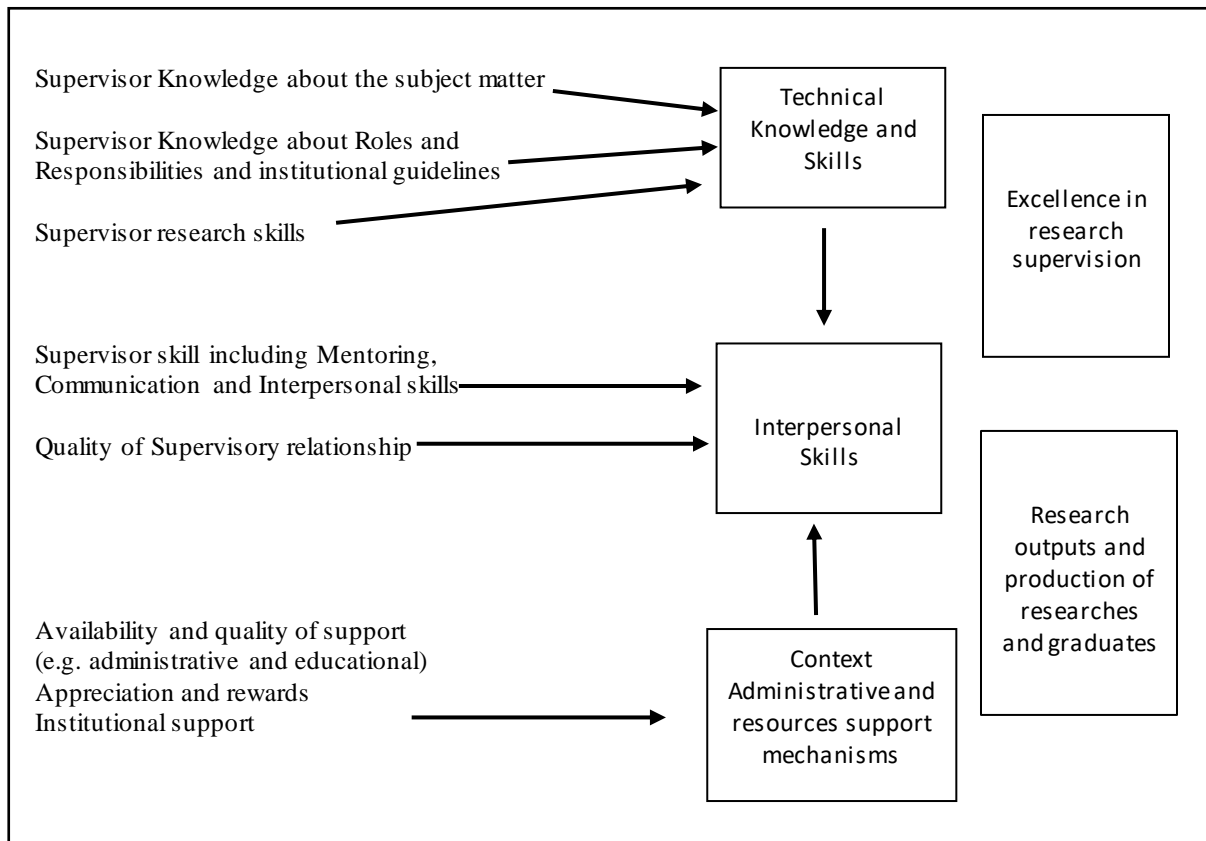 Supervisor Knowledge about the subject matter
Supervisor Knowledge about Roles and
Responsibilities and institutional guidelines
Supervisor research skills
Technical
Knowledge and
Skills
Excellence in
research
supervision
Supervisor skill including Mentoring,
Communication and Interpersonal skills
Quality of Supervisory relationship
Interpersonal
Skills
Research
outputs and
production of
researches
and graduates
Availability and quality of support
(e.g. administrative and educational)
Appreciation and rewards
Institutional support
Context
Administrative and
resources support
mechanisms